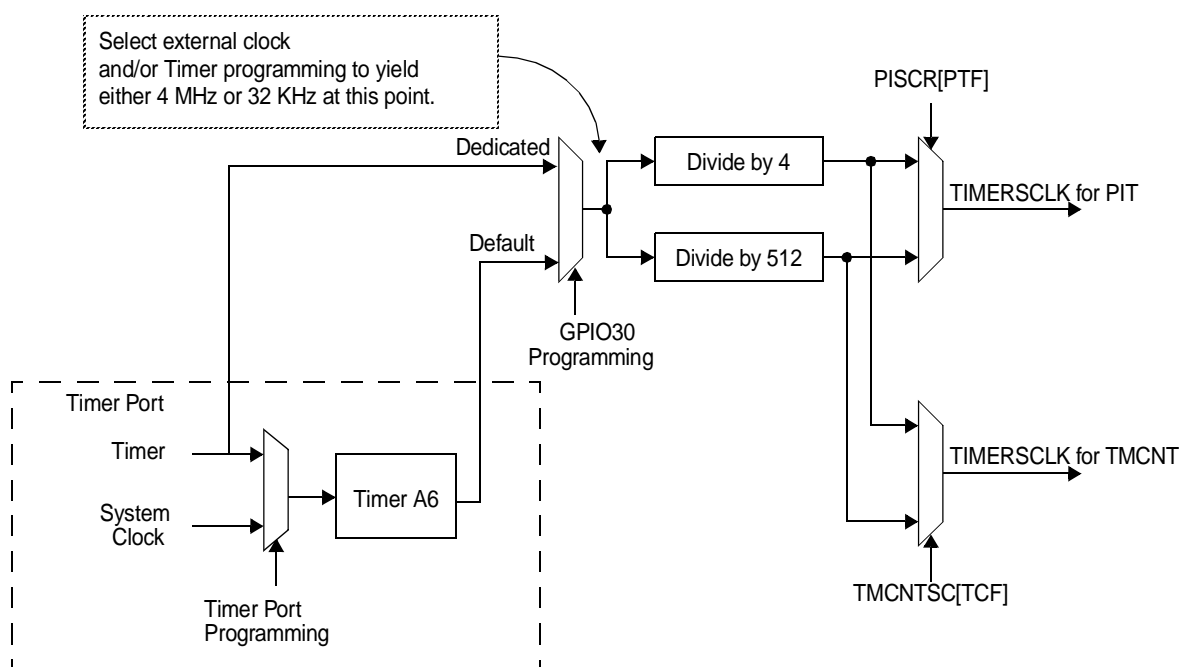 Select external clock
and/or Timer programming to yield
either 4 MHz or 32 KHz at this point.
PISCR[PTF]
Dedicated
Divide by 4
TIMERSCLK for PIT
Default
Divide by 512
GPIO30
Programming
Timer Port
Timer
TIMERSCLK for TMCNT
Timer A6
System
Clock
TMCNTSC[TCF]
Timer Port
Programming